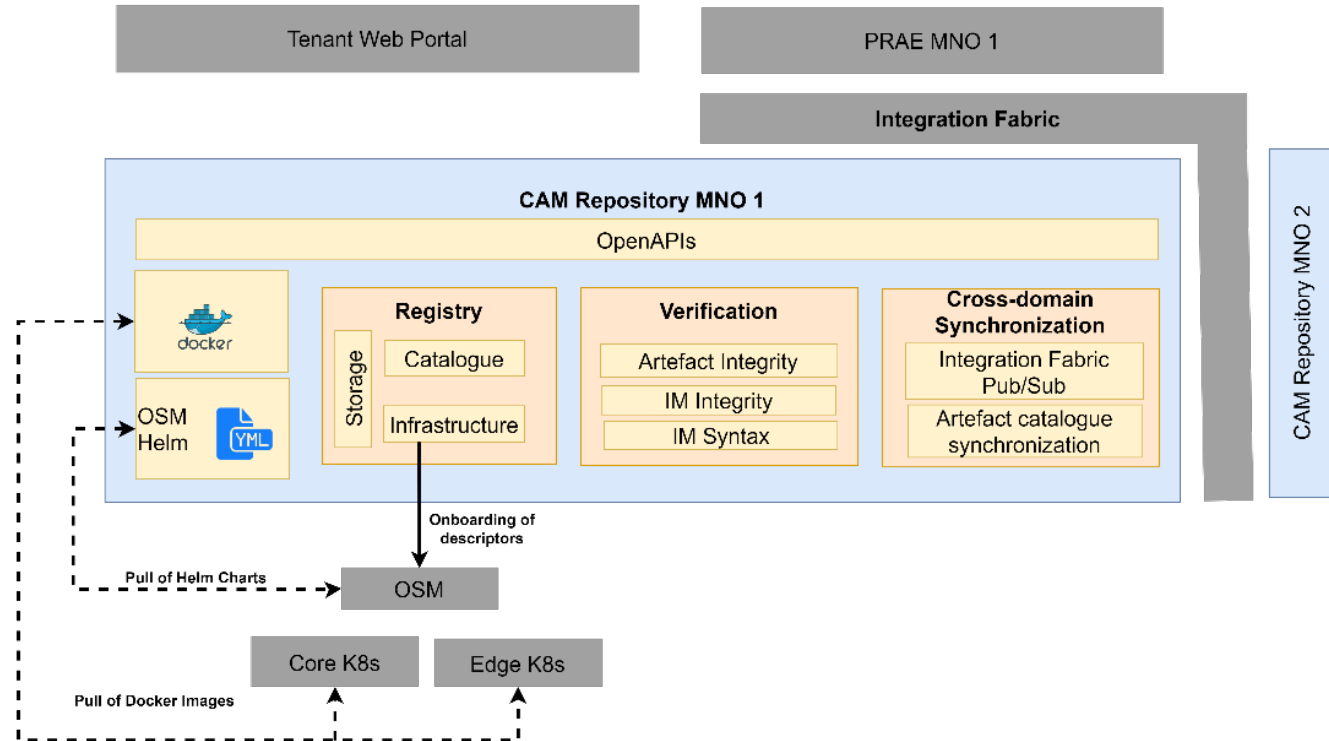 Tenant Web Portal
PRAE MNO 1
Integration Fabric
CAM Repository MNO 1
OpenAPIs
docker
OSM
Helm
YML
Registry
Storage
Catalogue
Infrastructure
Verification
Artefact Integrity
IM Integrity
IM Syntax
Cross-domain
Synchronization
Integration Fabric
Pub/Sub
Artefact catalogue
synchronization
CAM Repository MNO 2
Onboarding of
descriptors
Pull of Helm Charts
OSM
Core K8s
Edge K8s
Pull of Docker Images